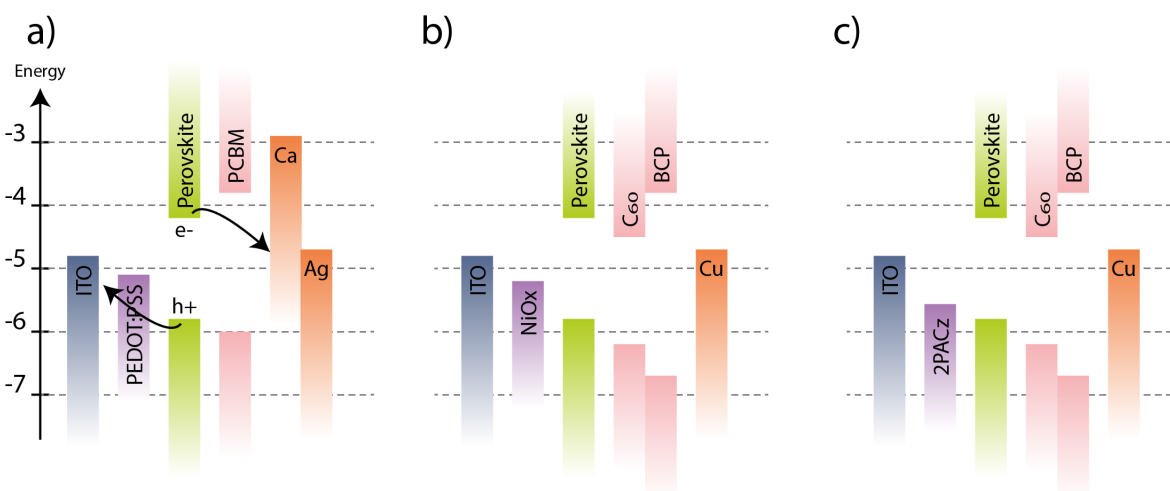 a)
b)
c)
Energy
-3
-4
-5
-6
-7
ITO
PEDOT:PSS
Perovskite
e-
h+
PCBM
Ca
Ag
ITO
NiOx
Perovskite
C60
BCP
Cu
ITO
2PACz
Perovskite
C60
BCP
Cu